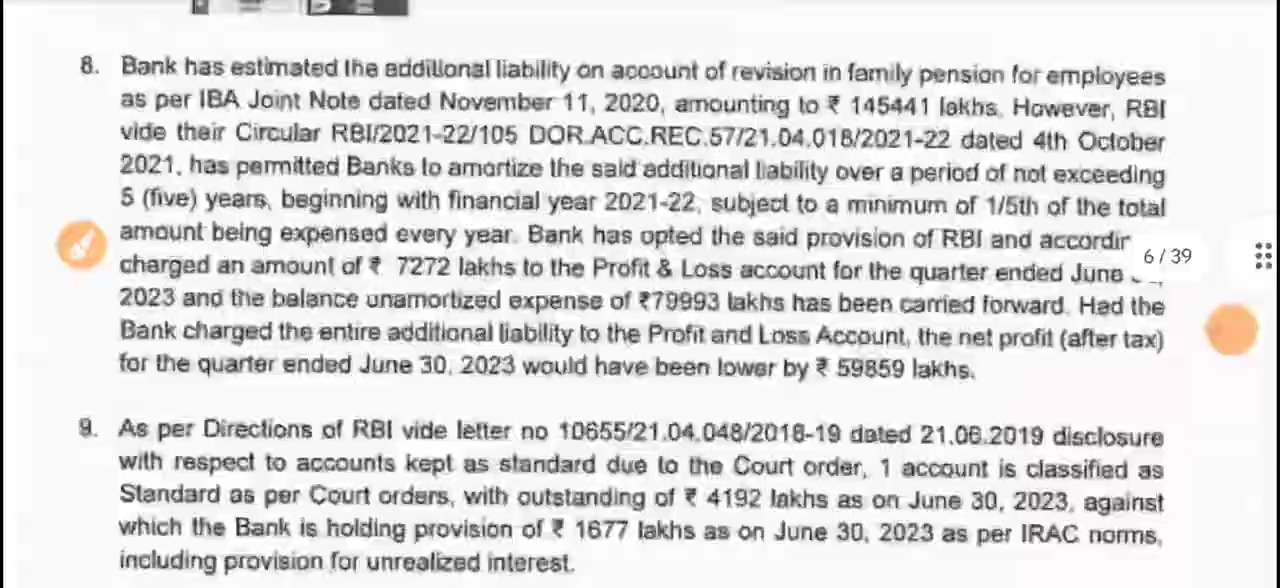 8. Bank has estimated the additional liability on account of revision in family pension for employees
as per IBA Joint Note dated November 11, 2020, amounting to ₹ 145441 lakhs. However, RBI
vide their Circular RBI/2021-22/105 DOR.ACC.REC.57/21.04.018/2021-22 dated 4th October
2021, has permitted Banks to amortize the said additional liability over a period of not exceeding
5 (five) years, beginning with financial year 2021-22, subject to a minimum of 1/5th of the total
amount being expensed every year. Bank has opted the said provision of RBI and accordin
6 / 39
charged an amount of ₹ 7272 lakhs to the Profit & Loss account for the quarter ended June
2023 and the balance unamortized expense of ₹79993 lakhs has been carried forward. Had the
Bank charged the entire additional liability to the Profit and Loss Account, the net profit (after tax)
for the quarter ended June 30, 2023 would have been lower by ₹ 59859 lakhs.
9. As per Directions of RBI vide letter no 10655/21.04.048/2018-19 dated 21.06.2019 disclosure
with respect to accounts kept as standard due to the Court order, 1 account is classified as
Standard as per Court orders, with outstanding of ₹ 4192 lakhs as on June 30, 2023, against
which the Bank is holding provision of ₹ 1677 lakhs as on June 30, 2023 as per IRAC norms,
including provision for unrealized interest.